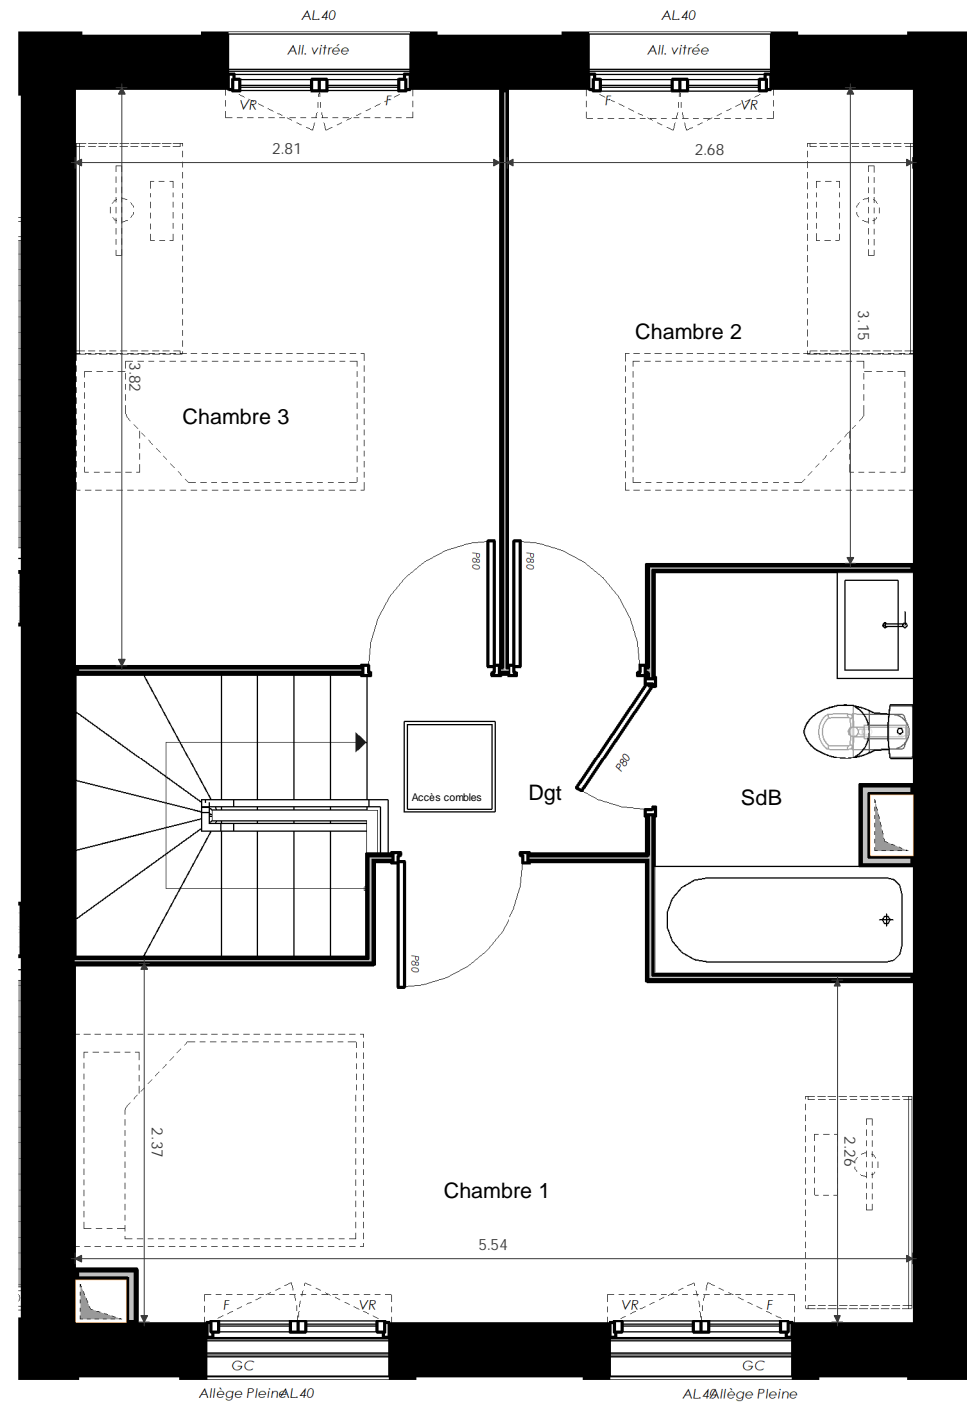 AL40
AL40
All. vitrée
All. vitrée
VR
F
F
VR
2.81
2.68
3.15
Chambre 2
3.82
Chambre 3
P80
P80
P80
Accès combles
Dgt
SdB
P80
2.37
2.26
Chambre 1
5.54
F
VR
VR
F
GC
GC
Allège Pleine
AL40
AL40
Allège Pleine